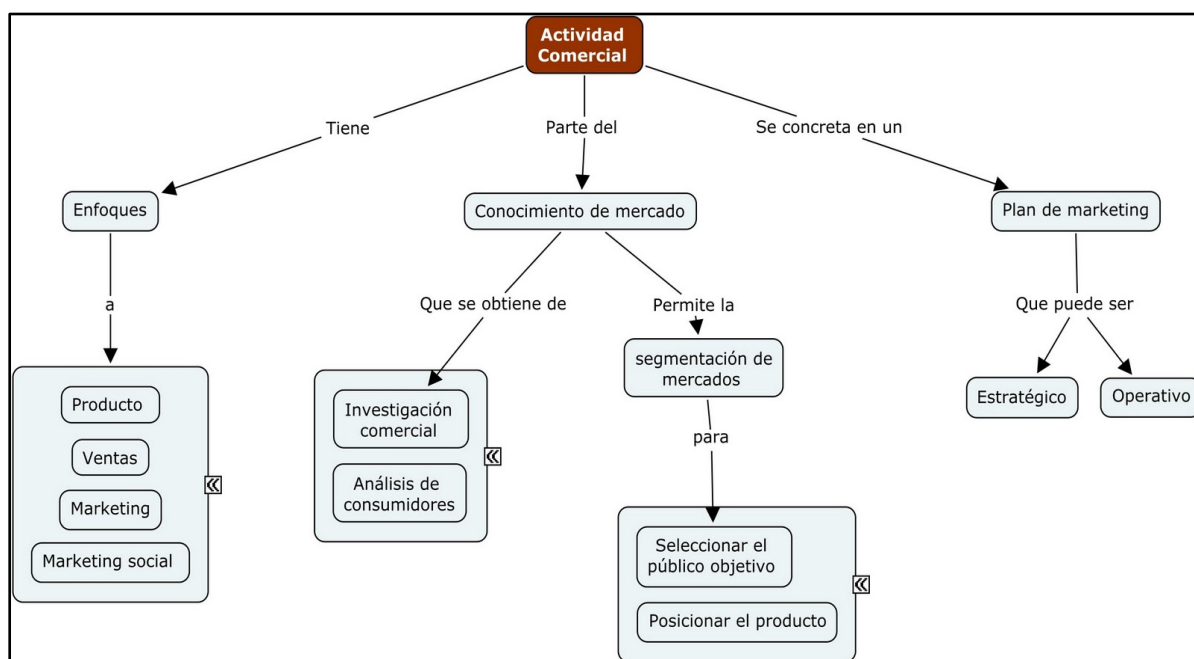 Actividad
Comercial
Tiene
Parte del
Se concreta en un
Enfoques
Conocimiento de mercado
Plan de marketing
a
Que se obtiene de
Permite la
Que puede ser
segmentación de
mercados
Estratégico
Operativo
Producto
Ventas
Marketing
Marketing social
Investigación
comercial
Análisis de
consumidores
para
Seleccionar el
público objetivo
Posicionar el producto